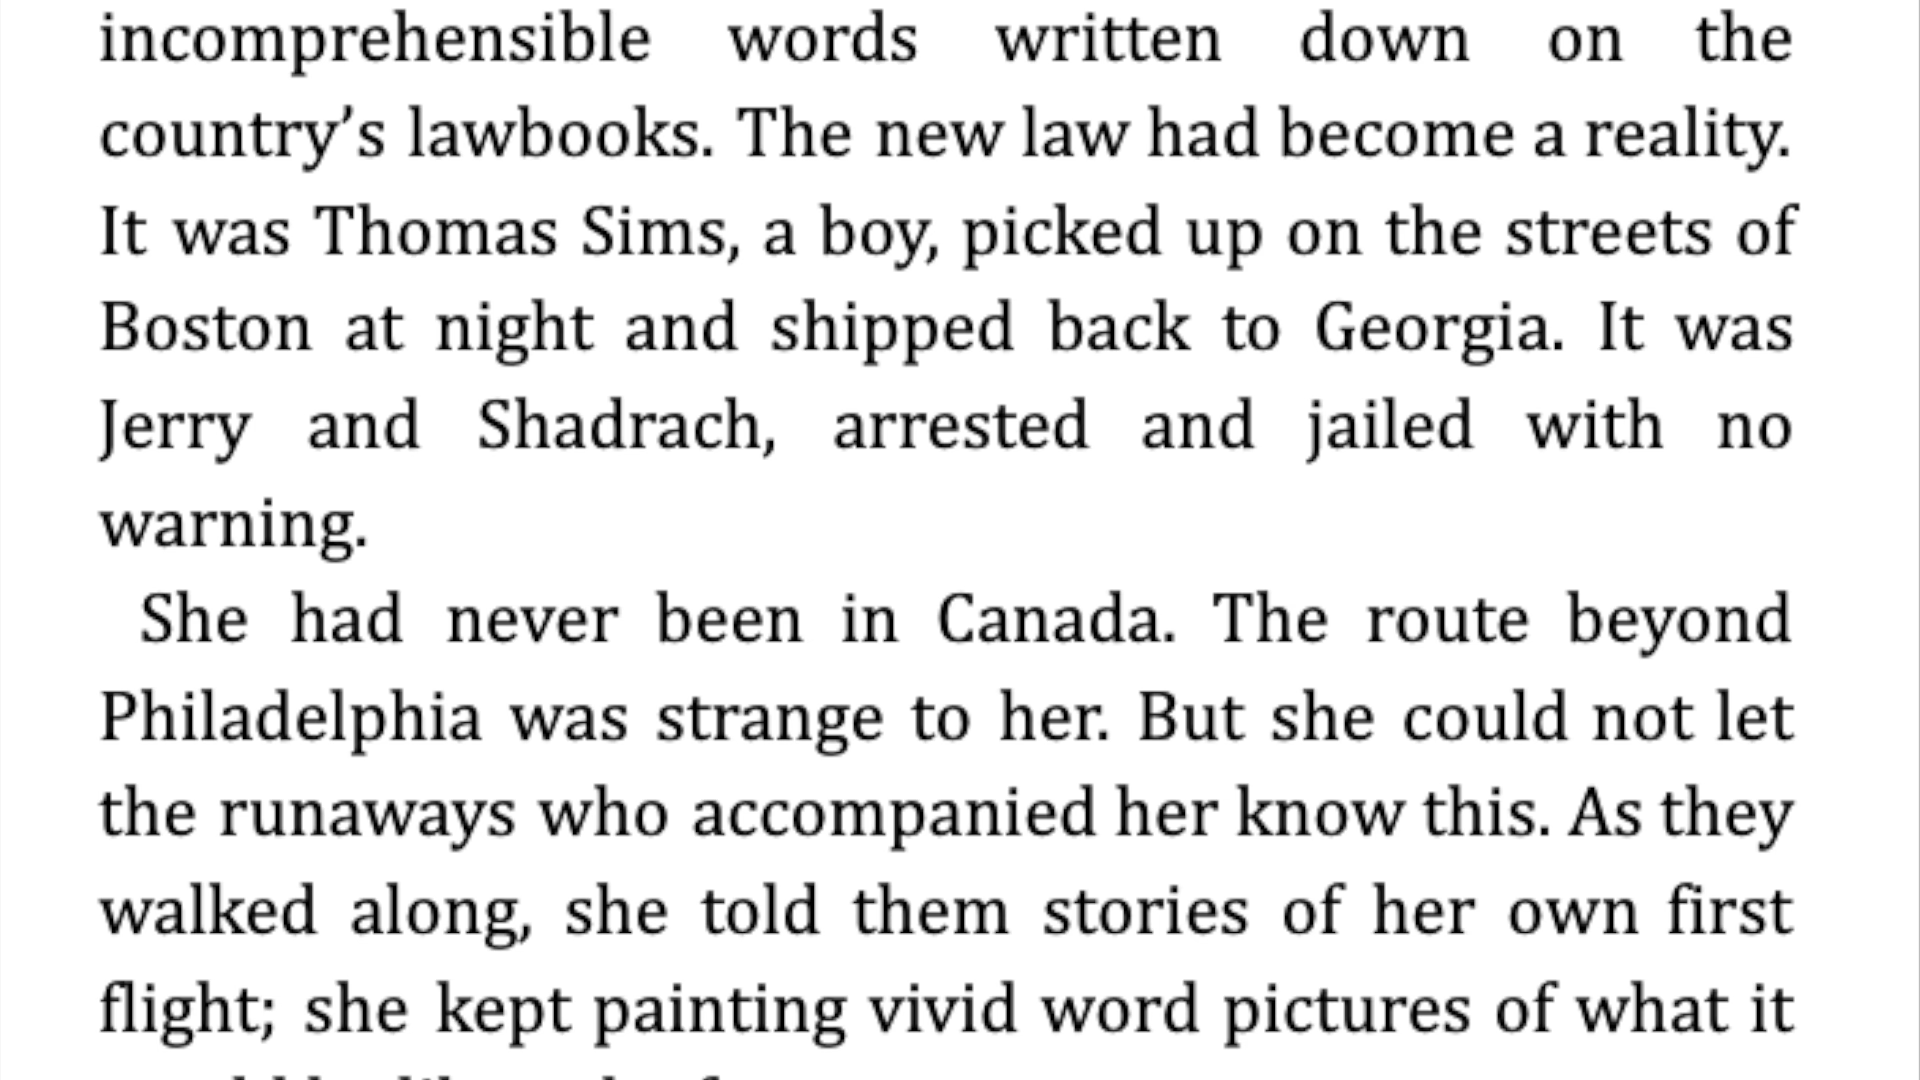 incomprehensible words written down on the
country’s lawbooks. The new law had become a reality.
It was Thomas Sims, a boy, picked up on the streets of
Boston at night and shipped back to Georgia. It was
Jerry and Shadrach, arrested and jailed with no
warning.
She had never been in Canada. The route beyond
Philadelphia was strange to her. But she could not let
the runaways who accompanied her know this. As they
walked along, she told them stories of her own first
flight; she kept painting vivid word pictures of what it